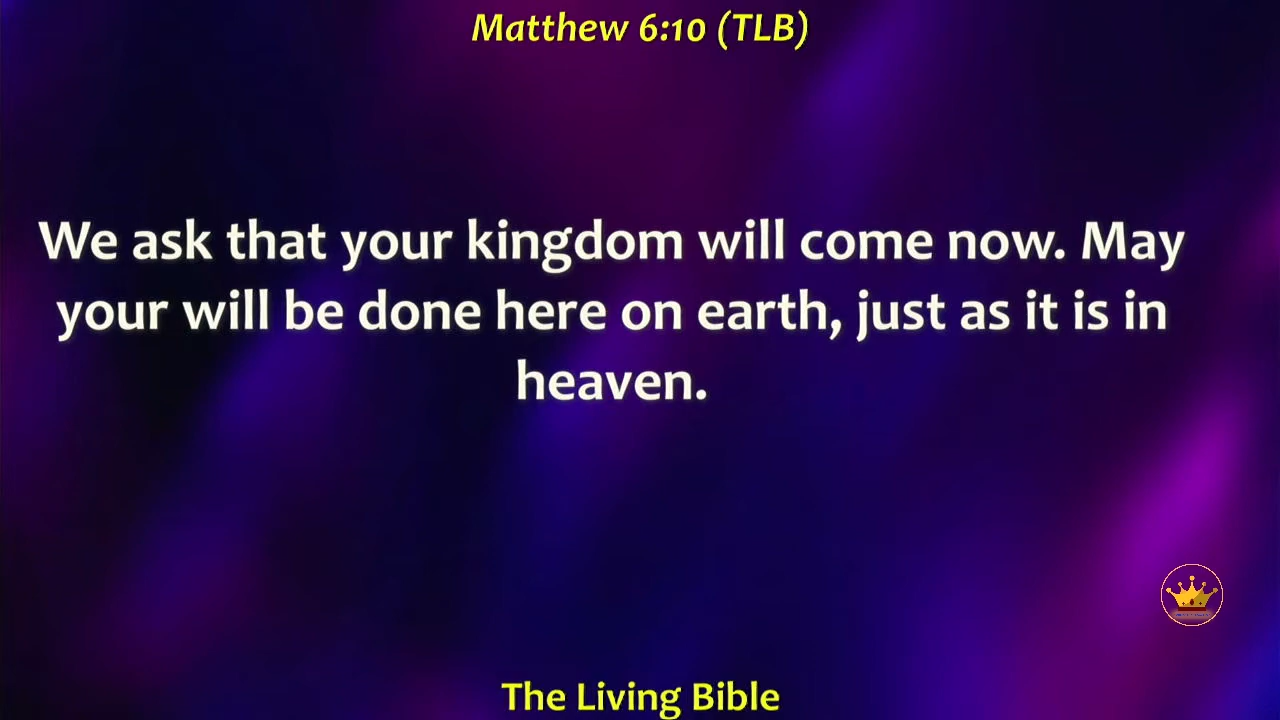 Matthew 6:10 (TLB)
We ask that your kingdom will come now. May
your will be done here on earth, just as it is in
heaven.
The Living Bible